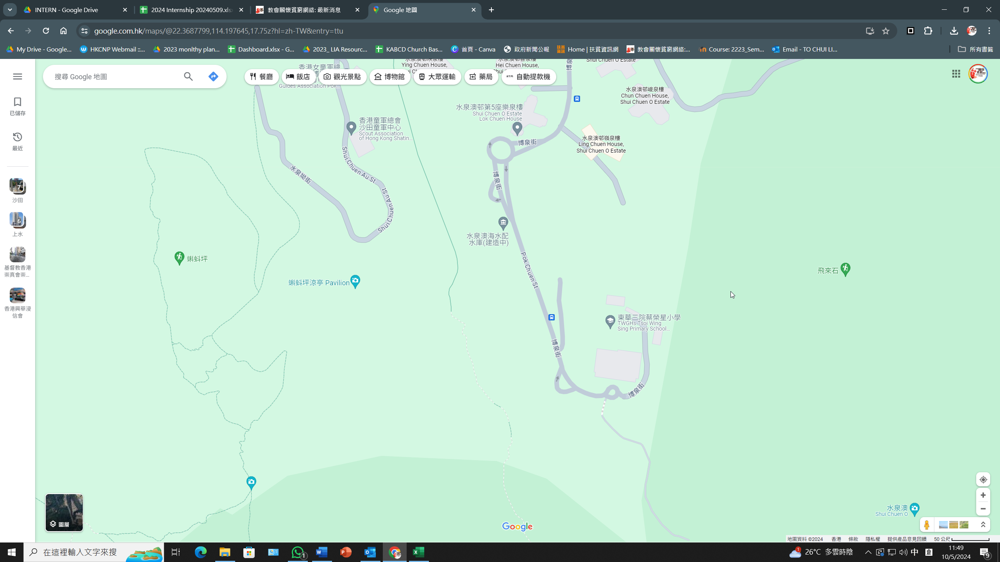 INTERN - Google Drive
2024 Internship 20240509.xls
教會關懷貧窮網絡: 最新消息
Google 地圖
google.com.hk/maps/@22.3687799,114.197645,17.75z?hl=zh-TW&entry=ttu
My Drive - Google...
HKCNP Webmail ::...
2023 monlthy plan...
Dashboard.xlsx - G...
2023_ LIA Resourc...
KABCD Church Bas...
首頁 - Canva
政府新聞公報
Home | 扶貧資訊網
教會關懷貧窮網絡:...
Course: 2223_Sem...
Email - TO CHUI LI...
所有書籤
搜尋 Google 地圖
餐廳
飯店
觀光景點
博物館
大眾運輸
藥局
自動提款機
已儲存
最近
7
沙田
6
上水
基督教香港
崇真會崇...
香港興華浸
信會
香港女童軍總
Guides Association Pok...
Ying Chuen House,
Hei Chuen House,
Shui Chuen O Estate
博泉
水泉澳邨峻泉樓
Chun Chuen House,
Shui Chuen O Estate
水泉澳邨第5座樂泉樓
Shui Chuen O Estate
Lok Chuen House
香港童軍總會
沙田童軍中心
Scout Association
of Hong Kong Shatin...
博泉街
水泉澳邨嶺泉樓
Ling Chuen House,
Shui Chuen O Estate
Shui Chuen Au St
水泉坳街
博泉街
Shui Chuen Au St
水泉澳海水配
水庫(建造中)
蝌蚪坪
Pok Chuen St
飛來石
蝌蚪坪涼亭 Pavilion
東華三院蔡榮星小學
TWGHs Tsoi Wing
Sing Primary School...
博泉街
博泉街
水泉澳
Shui Chuen O
圖層
Google
地圖資料 ©2024
香港
條款
隱私權
提供產品意見回饋
50 公尺
在這裡輸入文字來搜
1
1
26°C 多雲時陰
中
倉
11:49
10/5/2024
9